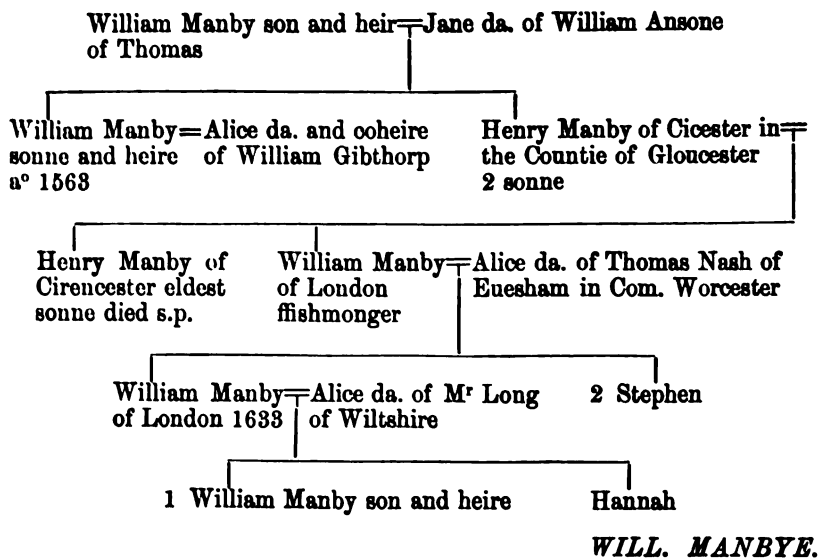 William Manby son and heir=Jane da. of William Ansone
of Thomas
William Manby=Alice da. and coheire
sonne and heire of William Gibthorp
aº 1563
Henry Manby of Cicester in=
the Countie of Gloucester
2 sonne
Henry Manby of
Cirencester eldest
sonne died s.p.
William Manby=Alice da. of Thomas Nash of
of London Euesham in Com. Worcester
ffishmonger
William Manby=Alice da. of Mʳ Long
of London 1633 of Wiltshire
2 Stephen
1 William Manby son and heire
Hannah
WILL. MANBYE.